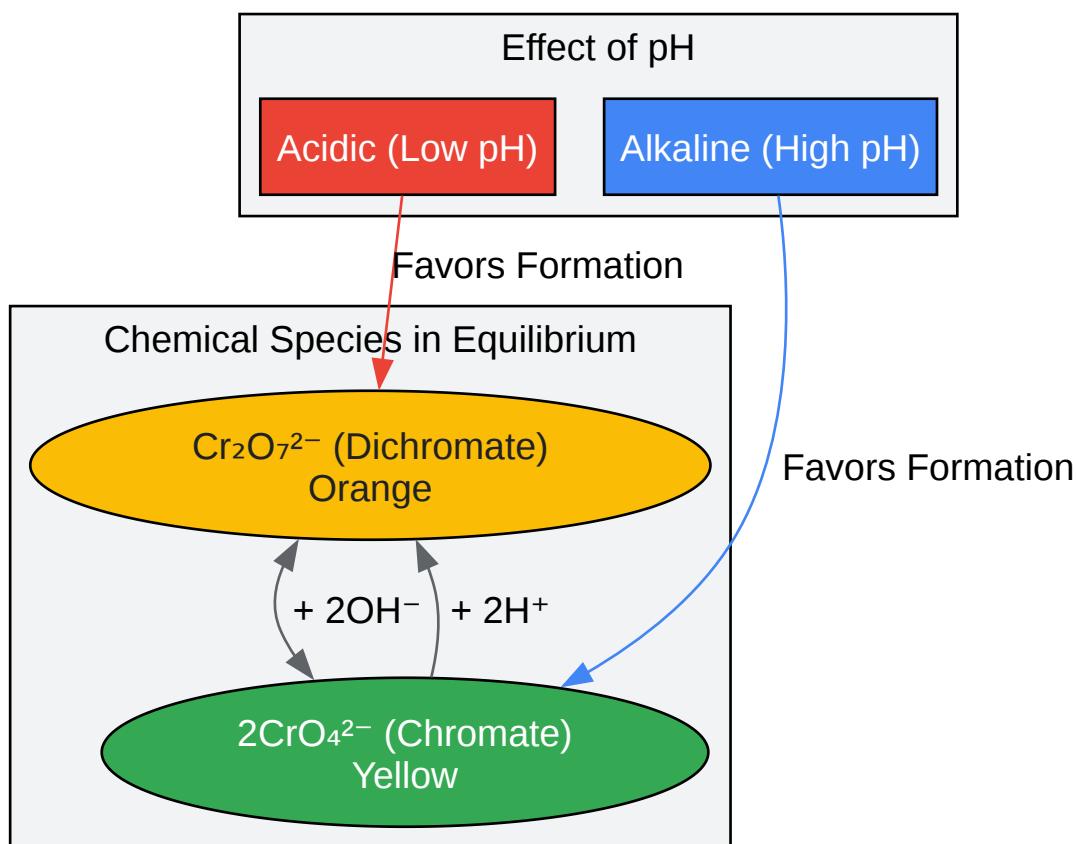 Effect of pH
Acidic (Low pH)
Alkaline (High pH)
Favors Formation
Chemical Species in Equilibrium
Cr₂O₇²⁻ (Dichromate)
Orange
Favors Formation
+ 2OH⁻
+ 2H⁺
2CrO₄²⁻ (Chromate)
Yellow